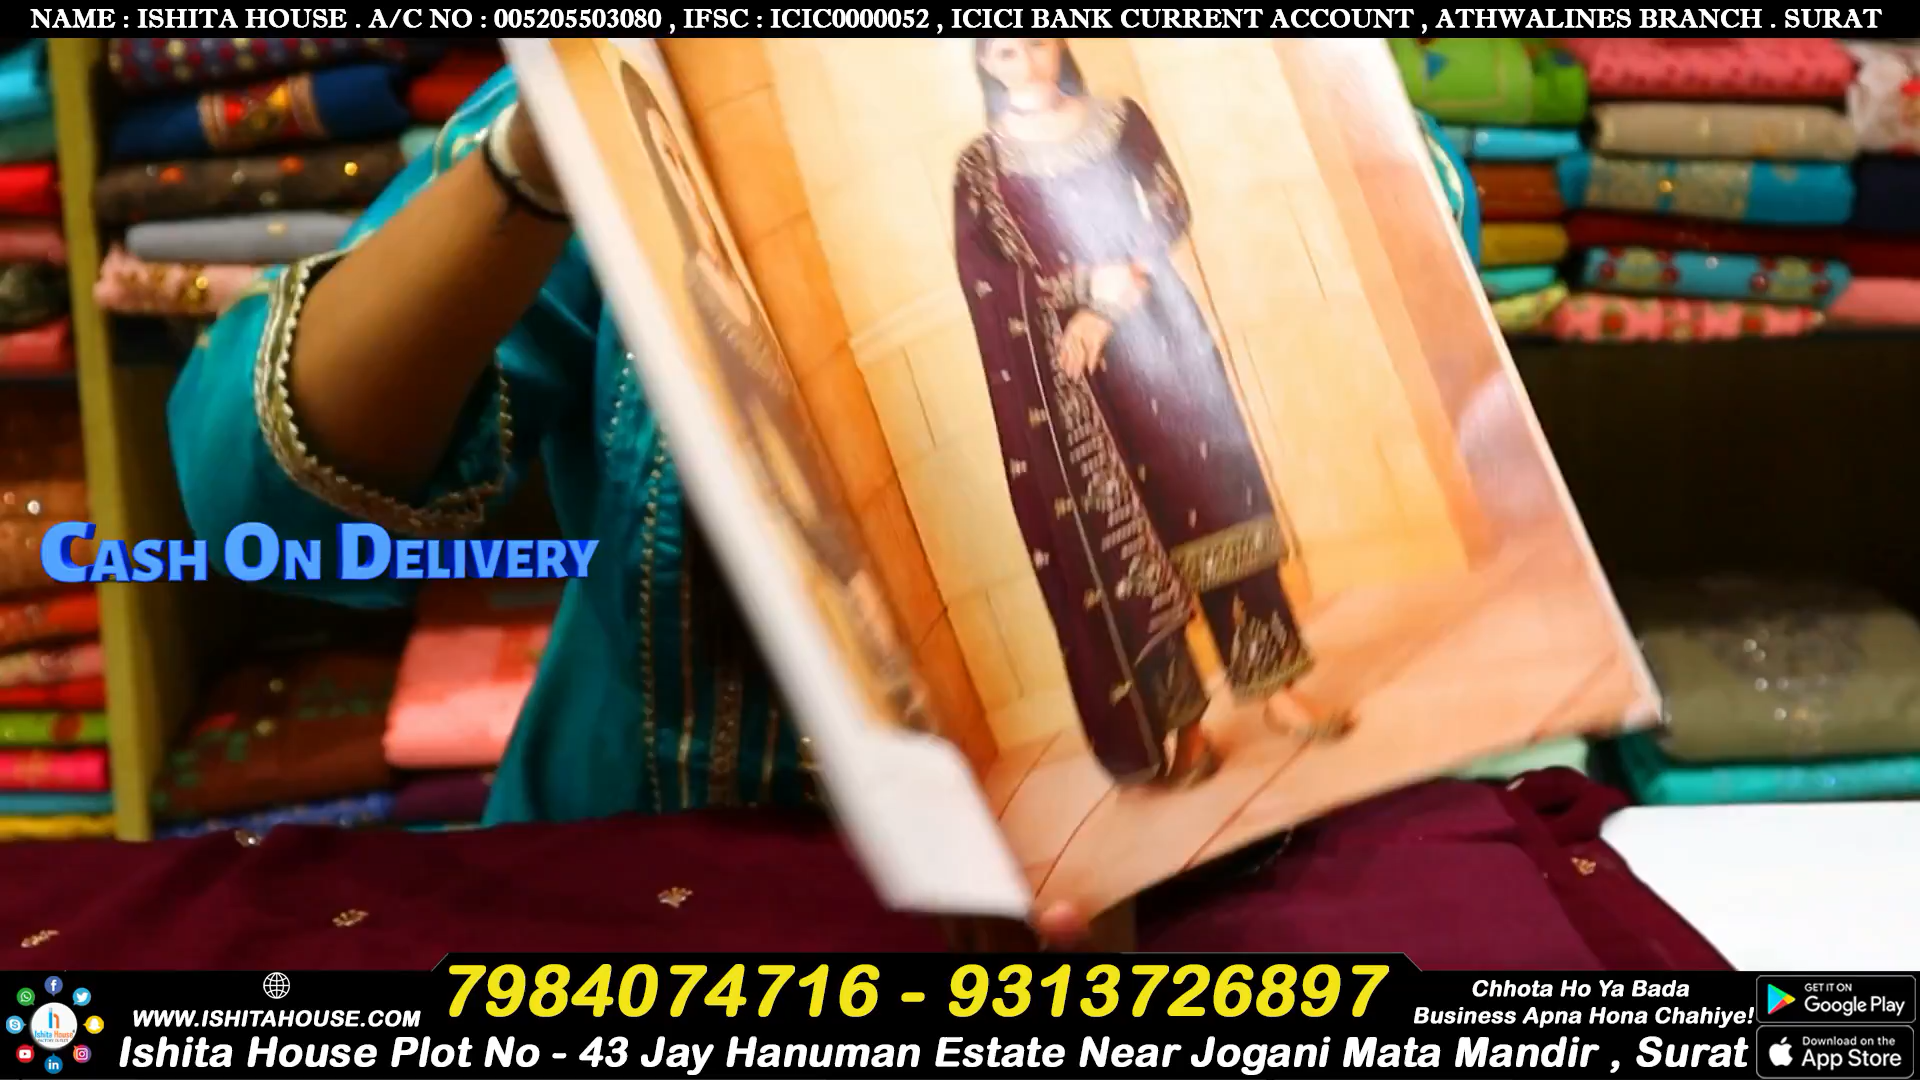 NAME : ISHITA HOUSE . A/C NO : 005205503080 , IFSC : ICIC0000052 , ICICI BANK CURRENT ACCOUNT , ATHWALINES BRANCH . SURAT
CASH ON DELIVERY
7984074716 - 9313726897
WWW.ISHITAHOUSE.COM
Chhota Ho Ya Bada
Business Apna Hona Chahiye!
Ishita House Plot No - 43 Jay Hanuman Estate Near Jogani Mata Mandir , Surat
GET IT ON
Google Play
Download on the
App Store
Ishita House